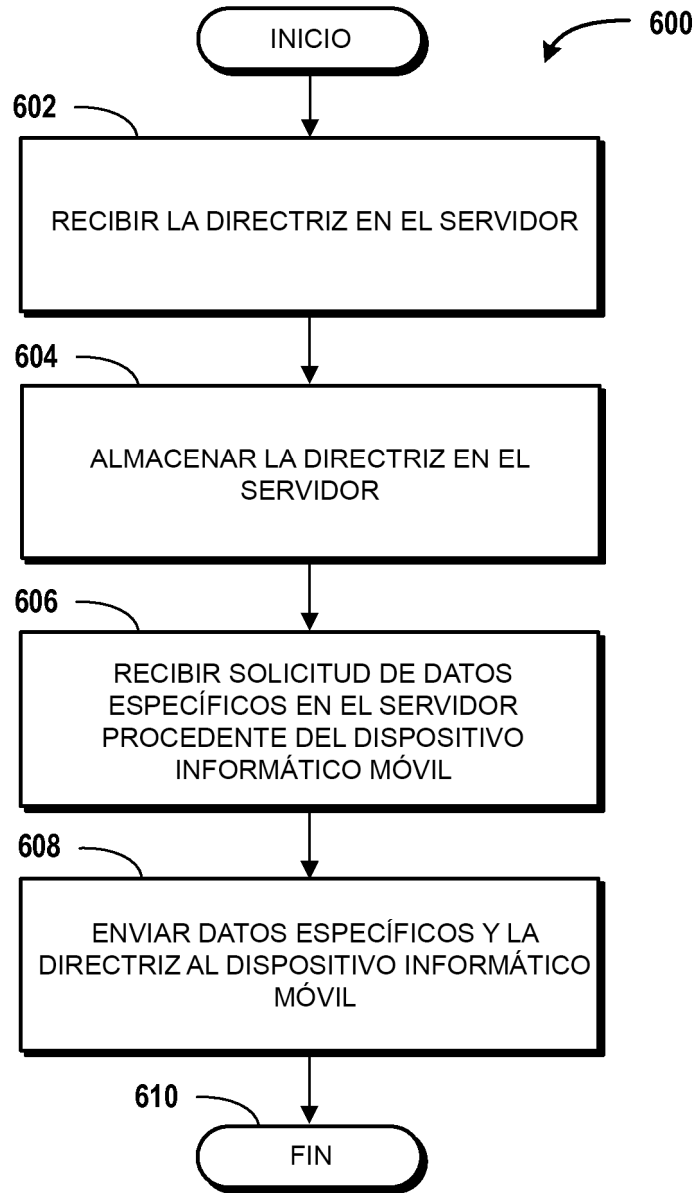 INICIO
600
602
RECIBIR LA DIRECTRIZ EN EL SERVIDOR
604
ALMACENAR LA DIRECTRIZ EN EL
SERVIDOR
606
RECIBIR SOLICITUD DE DATOS
ESPECÍFICOS EN EL SERVIDOR
PROCEDENTE DEL DISPOSITIVO
INFORMÁTICO MÓVIL
608
ENVIAR DATOS ESPECÍFICOS Y LA
DIRECTRIZ AL DISPOSITIVO INFORMÁTICO
MÓVIL
610
FIN